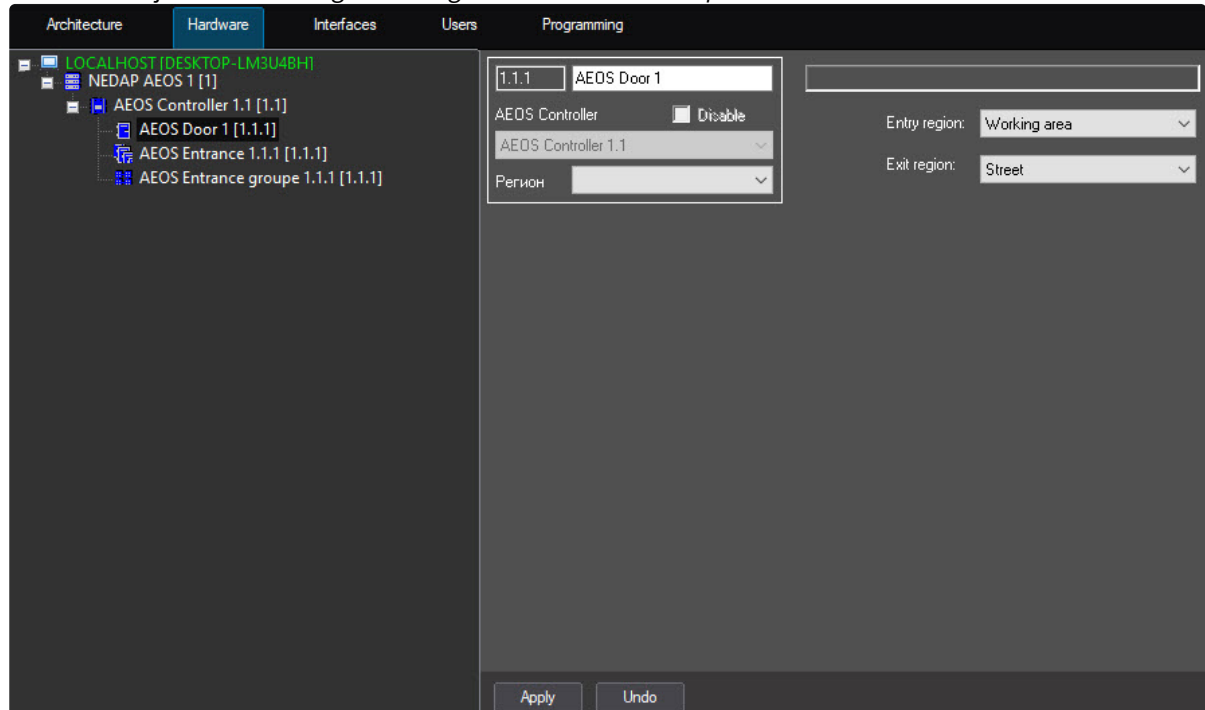 Architecture Hardware Interfaces Users Programming
LOCALHOST [DESKTOP-LM3U4BH]
NEDAP AEOS 1 [1]
AEOS Controller 1.1 [1.1]
AEOS Door 1 [1.1.1]
AEOS Entrance 1.1.1 [1.1.1]
AEOS Entrance groupe 1.1.1 [1.1.1]
1.1.1 AEOS Door 1
AEOS Controller Disable
AEOS Controller 1.1
Регион
Entry region: Working area
Exit region: Street
Apply Undo